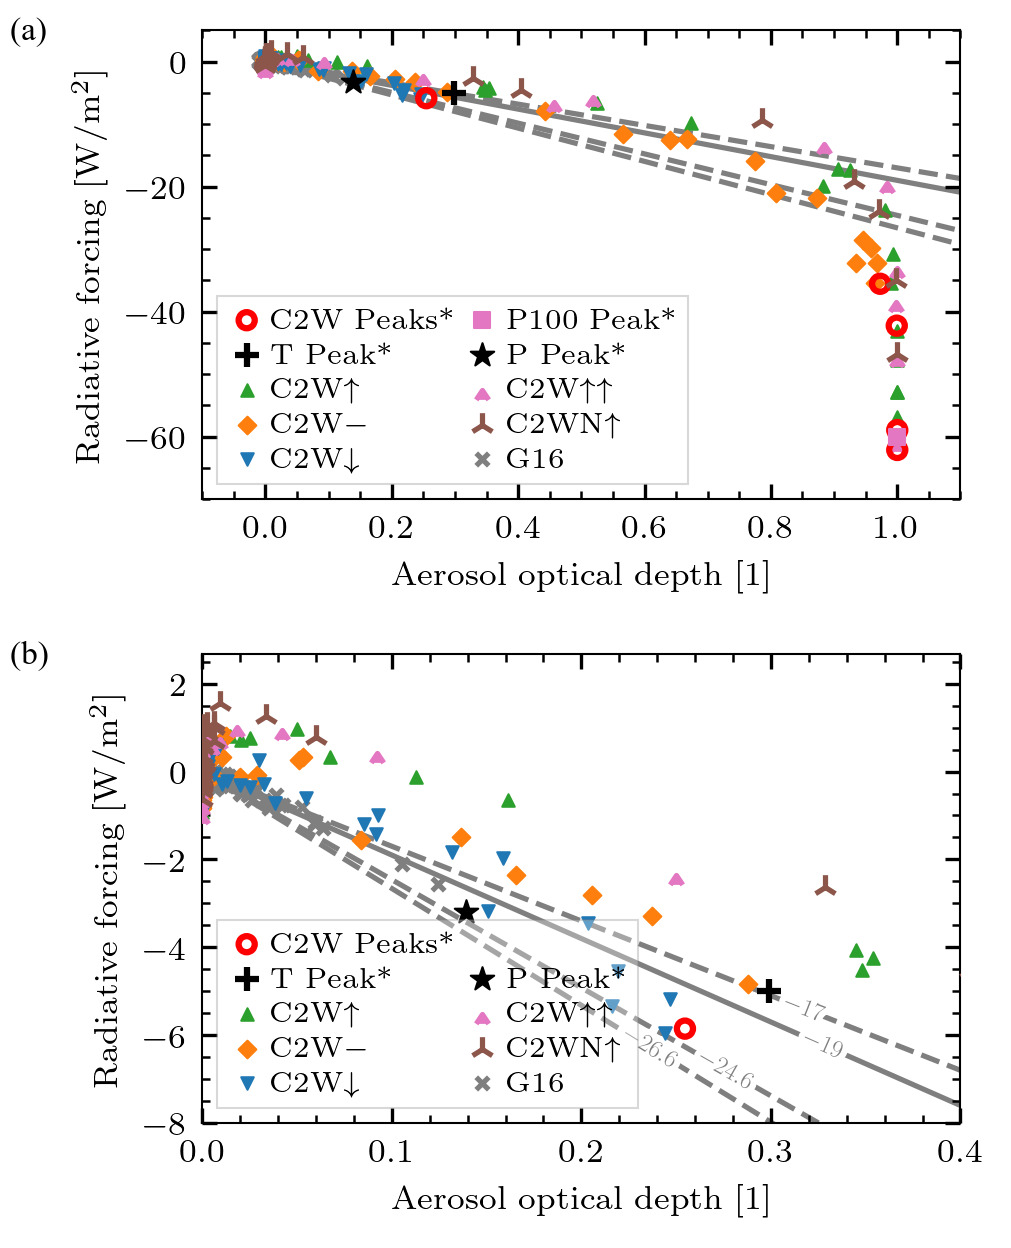 (a)
0
−20
−40
−60
Radiative forcing [W/m²]
C2W Peaks*
T Peak*
C2W↑
C2W−
C2W↓
P100 Peak*
P Peak*
C2W↑↑
C2WN↑
G16
0.0 0.2 0.4 0.6 0.8 1.0
Aerosol optical depth [1]
(b)
2
0
−2
−4
−6
−8
Radiative forcing [W/m²]
C2W Peaks*
T Peak*
C2W↑
C2W−
C2W↓
P Peak*
C2W↑↑
C2WN↑
G16
−17
−19
−26.6
−24.6
0.0 0.1 0.2 0.3 0.4
Aerosol optical depth [1]